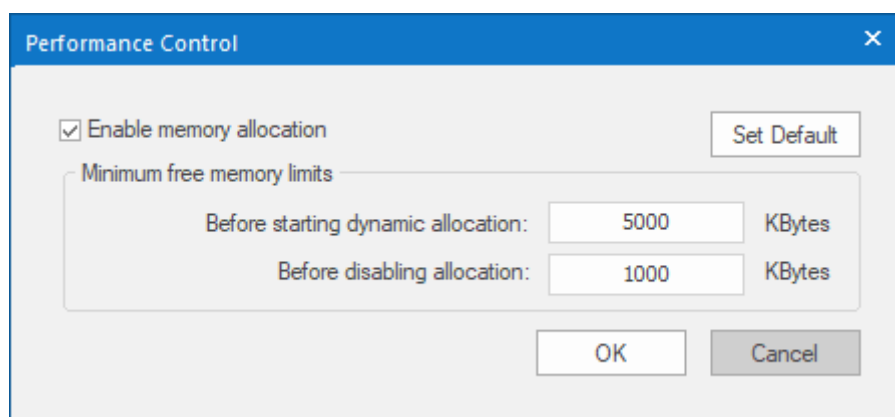 Performance Control
Enable memory allocation
Set Default
Minimum free memory limits
Before starting dynamic allocation: 5000 KBytes
Before disabling allocation: 1000 KBytes
OK Cancel